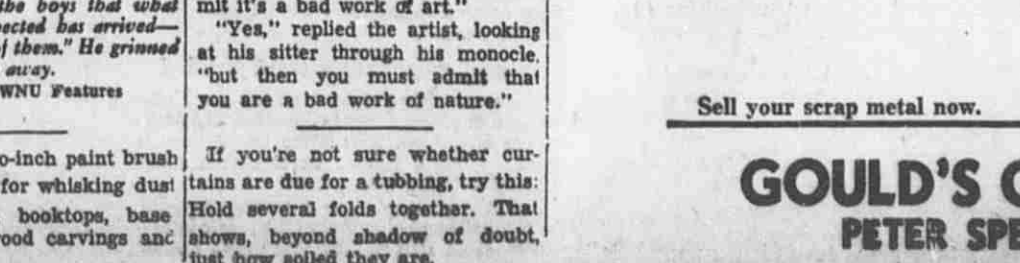 the boys that what
ected has arrived—
f them." He grinned
away.
WNU Features
o-inch paint brush
for whisking dust
booktops, base
ood carvings and
mit it's a bad work of art."
"Yes," replied the artist, looking
at his sitter through his monocle.
"but then you must admit that
you are a bad work of nature."
If you're not sure whether cur-
tains are due for a tubbing, try this:
Hold several folds together. That
shows, beyond shadow of doubt,
just how soiled they are.
Sell your scrap metal now.
GOULD'S
PETER SPE